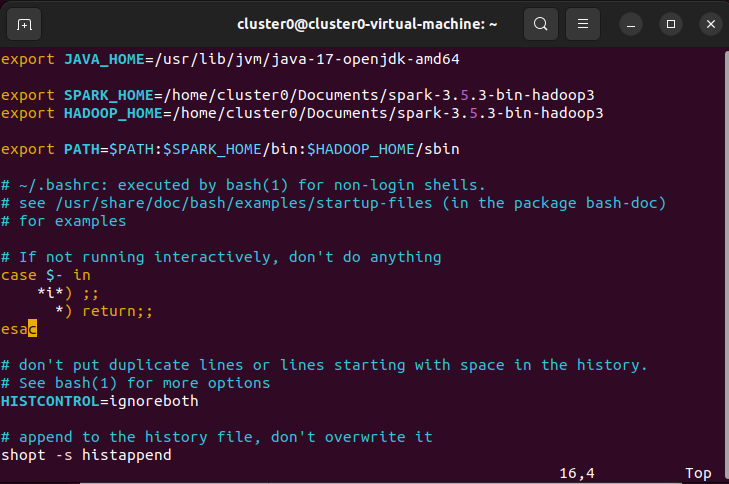 cluster0@cluster0-virtual-machine: ~
export JAVA_HOME=/usr/lib/jvm/java-17-openjdk-amd64
export SPARK_HOME=/home/cluster0/Documents/spark-3.5.3-bin-hadoop3
export HADOOP_HOME=/home/cluster0/Documents/spark-3.5.3-bin-hadoop3
export PATH=$PATH:$SPARK_HOME/bin:$HADOOP_HOME/sbin
# ~/.bashrc: executed by bash(1) for non-login shells.
# see /usr/share/doc/bash/examples/startup-files (in the package bash-doc)
# for examples
# If not running interactively, don't do anything
case $- in
    *i*) ;;
      *) return;;
esac
# don't put duplicate lines or lines starting with space in the history.
# See bash(1) for more options
HISTCONTROL=ignoreboth
# append to the history file, don't overwrite it
shopt -s histappend
16,4 Top